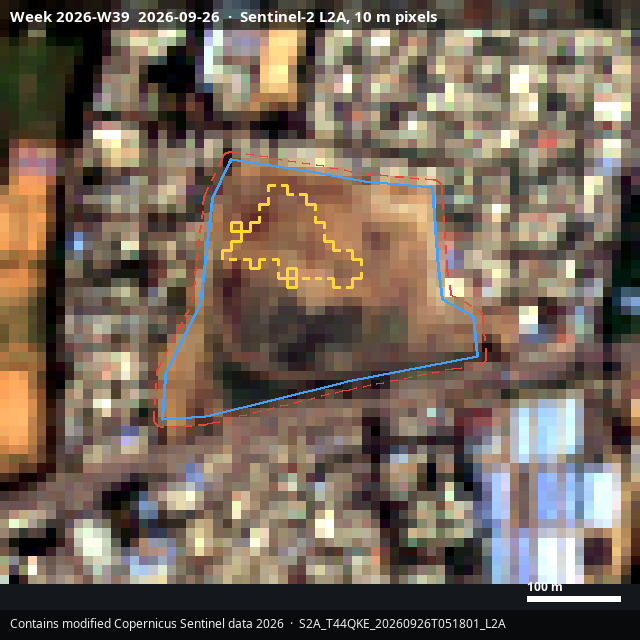 Week 2026-W39  2026-09-26  ·  Sentinel-2 L2A, 10 m pixels
100 m
Contains modified Copernicus Sentinel data 2026  ·  S2A_T44QKE_20260926T051801_L2A